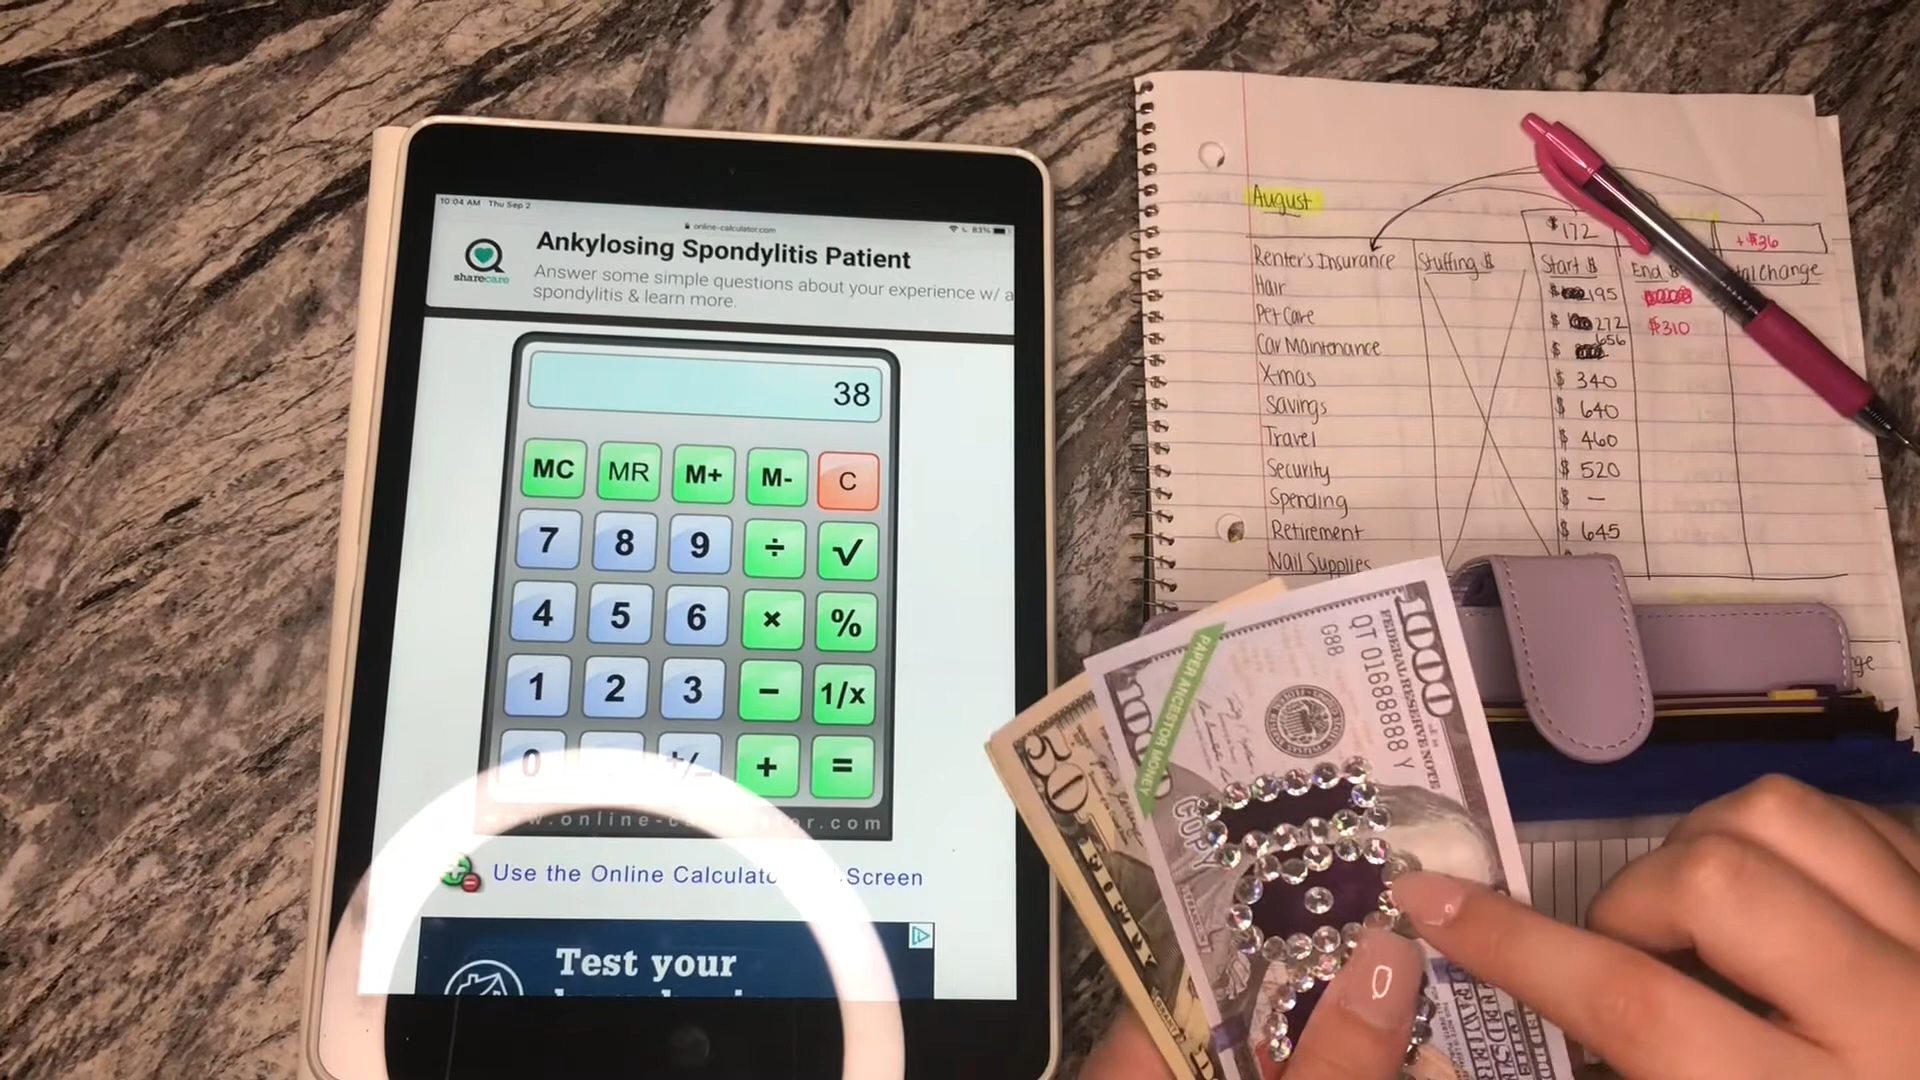 10:04 AM Thu Sep 2
online-calculator.com
83%
sharecare
Ankylosing Spondylitis Patient
Answer some simple questions about your experience w/ a
spondylitis & learn more.
38
MC MR M+ M- C
7 8 9 ÷ √
4 5 6 × %
1 2 3 − 1/x
0 +/− + =
Use the Online Calculato Screen
Test your
August
$172 +$36
Renter's Insurance Stuffing $ Start $ End $ Change
Hair $ 195
Pet Care $ 272 $310
Car Maintenance $ 656
X-mas $ 340
Savings $ 640
Travel $ 460
Security $ 520
Spending $ —
Retirement $ 645
Nail Supplies
PAPER ANCESTOR MONEY
FEDERAL RESERVE NOTE
QT 01688888 Y
G88
COPY
50